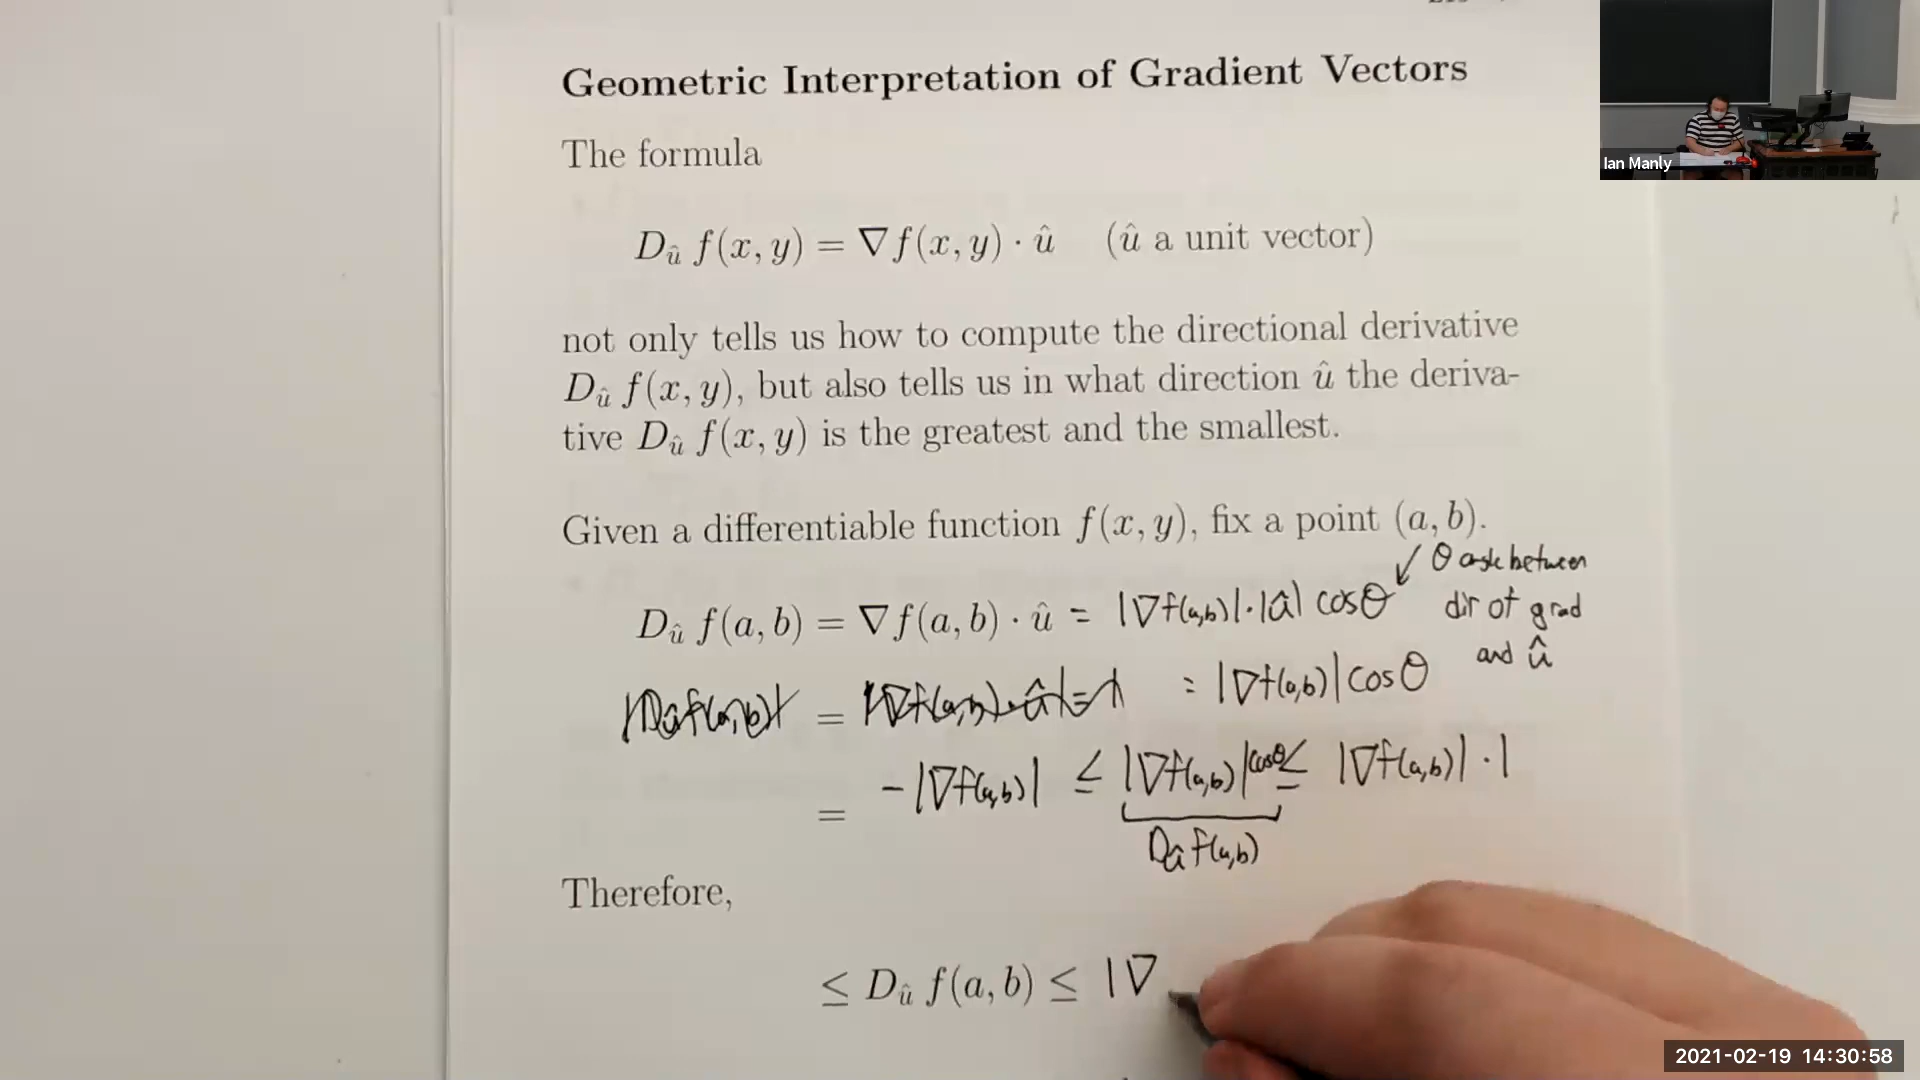 Geometric Interpretation of Gradient Vectors
The formula
D_û f(x, y) = ∇f(x, y) · û (û a unit vector)
not only tells us how to compute the directional derivative
D_û f(x, y), but also tells us in what direction û the deriva-
tive D_û f(x, y) is the greatest and the smallest.
Given a differentiable function f(x, y), fix a point (a, b).
D_û f(a, b) = ∇f(a, b) · û = |∇f(a,b)|·|û| cosθ
↙ θ angle between
dir of grad
and û
= = |∇f(a,b)| cosθ
= -|∇f(a,b)| ≤ |∇f(a,b)| cosθ ≤ |∇f(a,b)| · 1
D_û f(a,b)
Therefore,
≤ D_û f(a, b) ≤ |∇
Ian Manly
2021-02-19 14:30:58